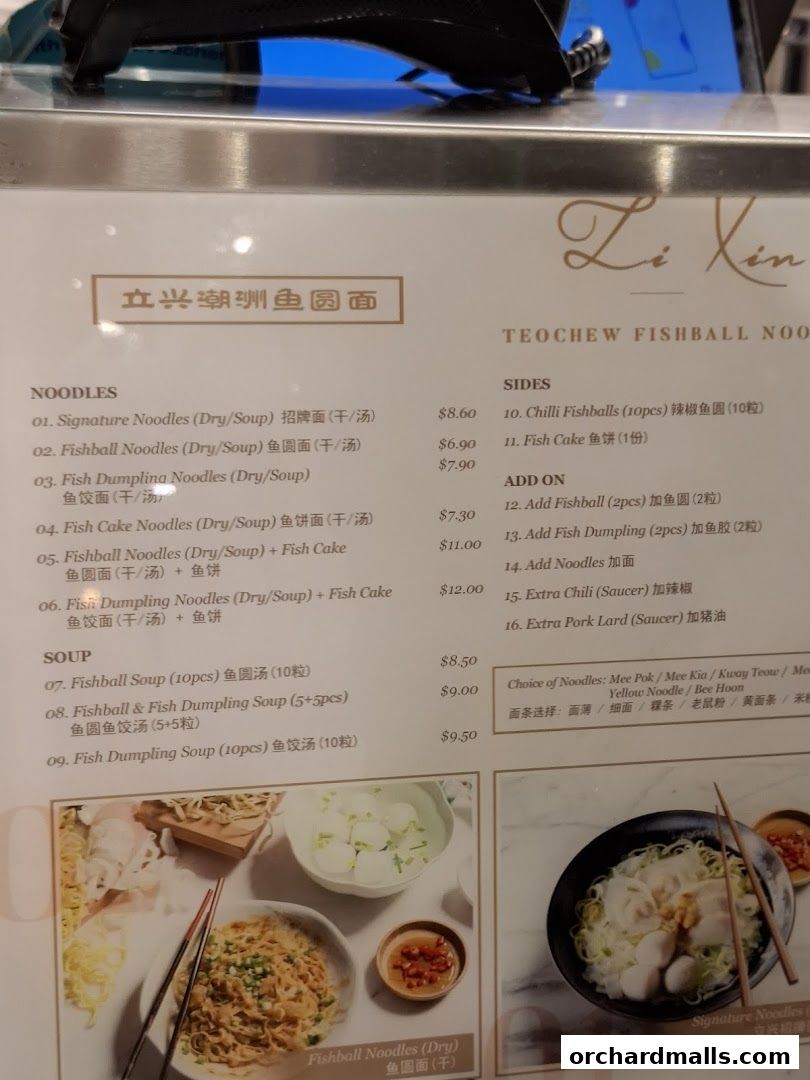 Li Xin
立兴潮洲鱼圆面
TEOCHEW FISHBALL NOO
NOODLES
01. Signature Noodles (Dry/Soup) 招牌面(干/汤) $8.60
02. Fishball Noodles (Dry/Soup) 鱼圆面(干/汤) $6.90
03. Fish Dumpling Noodles (Dry/Soup) $7.90
鱼饺面(干/汤)
04. Fish Cake Noodles (Dry/Soup) 鱼饼面(干/汤) $7.30
05. Fishball Noodles (Dry/Soup) + Fish Cake $11.00
鱼圆面(干/汤) + 鱼饼
06. Fish Dumpling Noodles (Dry/Soup) + Fish Cake $12.00
鱼饺面(干/汤) + 鱼饼
SOUP
07. Fishball Soup (10pcs) 鱼圆汤(10粒) $8.50
08. Fishball & Fish Dumpling Soup (5+5pcs) $9.00
鱼圆鱼饺汤(5+5粒)
09. Fish Dumpling Soup (10pcs) 鱼饺汤(10粒) $9.50
SIDES
10. Chilli Fishballs (10pcs) 辣椒鱼圆(10粒)
11. Fish Cake 鱼饼(1份)
ADD ON
12. Add Fishball (2pcs) 加鱼圆(2粒)
13. Add Fish Dumpling (2pcs) 加鱼胶(2粒)
14. Add Noodles 加面
15. Extra Chili (Saucer) 加辣椒
16. Extra Pork Lard (Saucer) 加猪油
Choice of Noodles: Mee Pok / Mee Kia / Kway Teow / Mee
Yellow Noodle / Bee Hoon
面条选择: 面薄 / 细面 / 粿条 / 老鼠粉 / 黄面条 / 米粉
Fishball Noodles (Dry)
鱼圆面(干)
Signature Noodles (
立兴招牌
orchardmalls.com